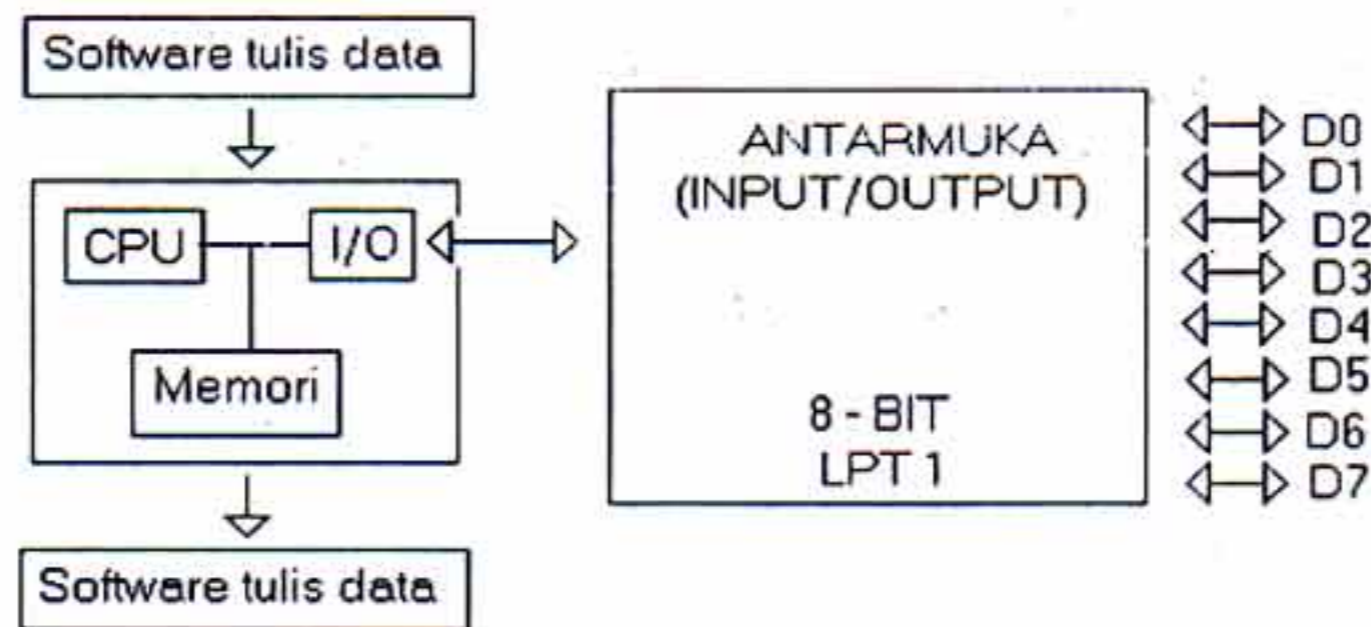 Software tulis data
CPU
I/O
Memori
Software tulis data
ANTARMUKA
(INPUT/OUTPUT)
8 - BIT
LPT 1
D0
D1
D2
D3
D4
D5
D6
D7